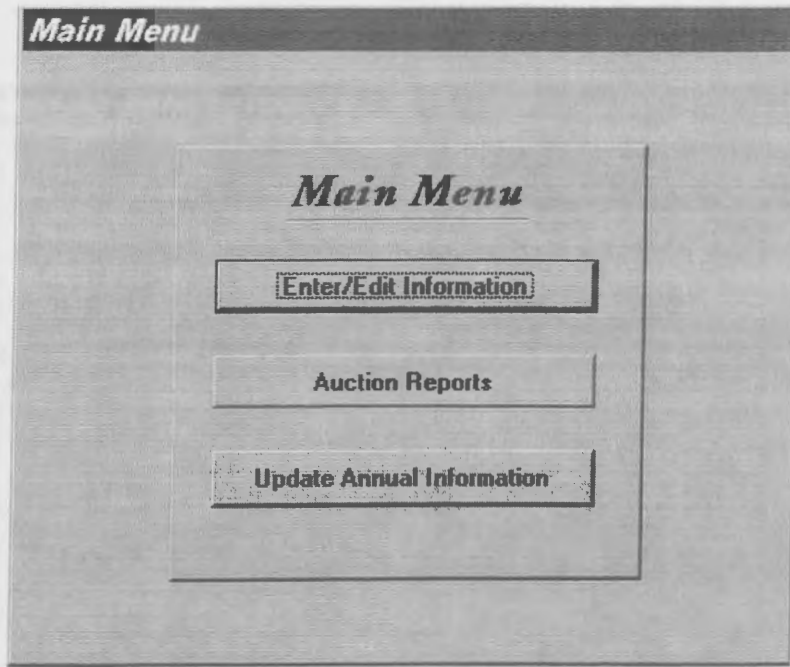 Main Menu
Main Menu
Enter/Edit Information
Auction Reports
Update Annual Information